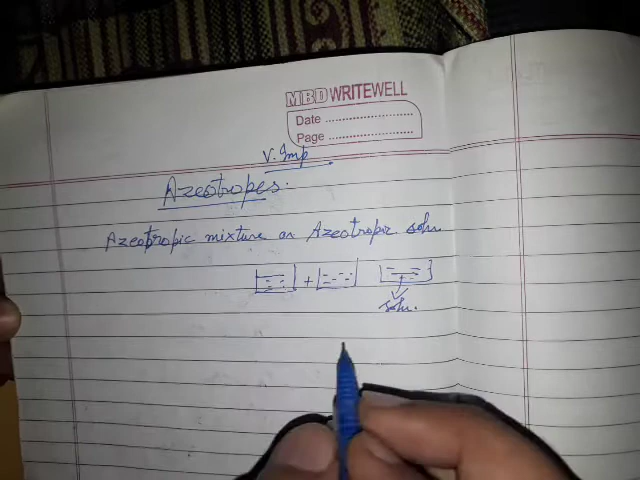 MBD WRITEWELL
Date ........................
Page ........................
V. Imp
Azeotropes.
Azeotropic mixture or Azeotropic soln.
+
soln.